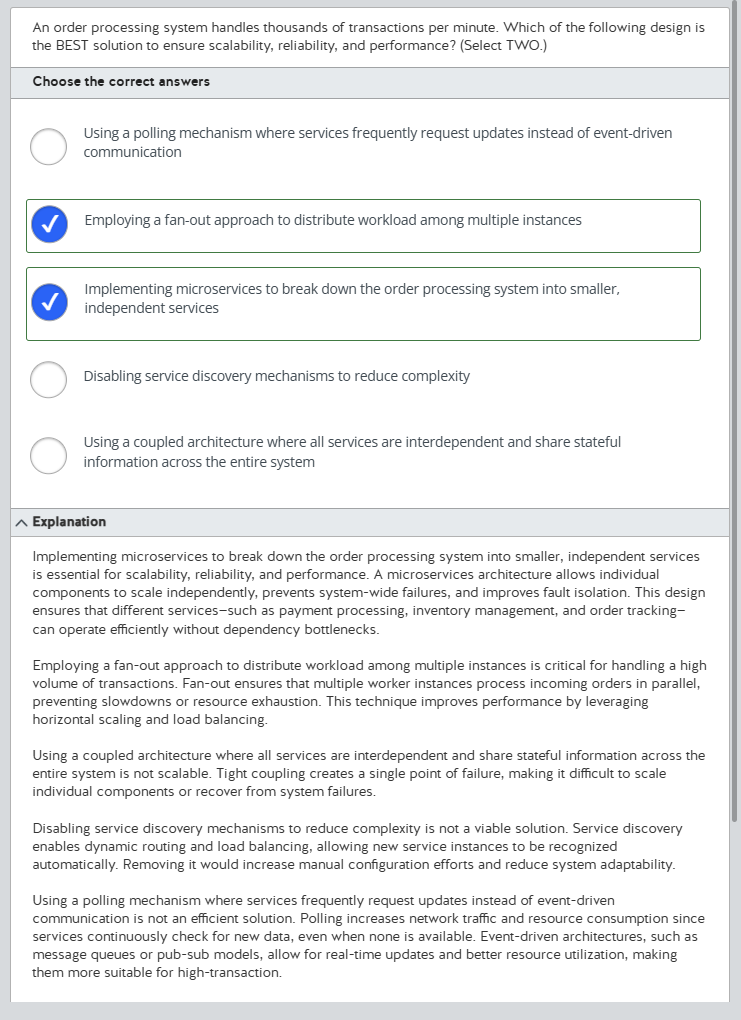 An order processing system handles thousands of transactions per minute. Which of the following design is
the BEST solution to ensure scalability, reliability, and performance? (Select TWO.)
Choose the correct answers
Using a polling mechanism where services frequently request updates instead of event-driven
communication
Employing a fan-out approach to distribute workload among multiple instances
Implementing microservices to break down the order processing system into smaller,
independent services
Disabling service discovery mechanisms to reduce complexity
Using a coupled architecture where all services are interdependent and share stateful
information across the entire system
Explanation
Implementing microservices to break down the order processing system into smaller, independent services
is essential for scalability, reliability, and performance. A microservices architecture allows individual
components to scale independently, prevents system-wide failures, and improves fault isolation. This design
ensures that different services—such as payment processing, inventory management, and order tracking—
can operate efficiently without dependency bottlenecks.
Employing a fan-out approach to distribute workload among multiple instances is critical for handling a high
volume of transactions. Fan-out ensures that multiple worker instances process incoming orders in parallel,
preventing slowdowns or resource exhaustion. This technique improves performance by leveraging
horizontal scaling and load balancing.
Using a coupled architecture where all services are interdependent and share stateful information across the
entire system is not scalable. Tight coupling creates a single point of failure, making it difficult to scale
individual components or recover from system failures.
Disabling service discovery mechanisms to reduce complexity is not a viable solution. Service discovery
enables dynamic routing and load balancing, allowing new service instances to be recognized
automatically. Removing it would increase manual configuration efforts and reduce system adaptability.
Using a polling mechanism where services frequently request updates instead of event-driven
communication is not an efficient solution. Polling increases network traffic and resource consumption since
services continuously check for new data, even when none is available. Event-driven architectures, such as
message queues or pub-sub models, allow for real-time updates and better resource utilization, making
them more suitable for high-transaction.